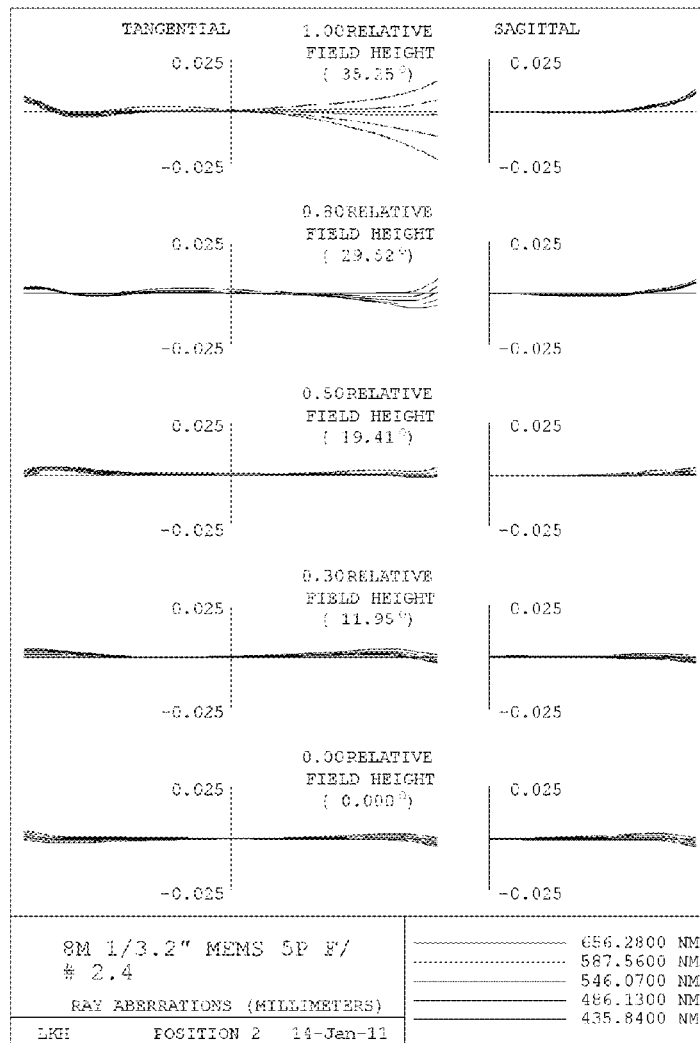 TANGENTIAL 1.00RELATIVE SAGITTAL
FIELD HEIGHT
0.025 ( 35.25°) 0.025
-0.025 -0.025
0.80RELATIVE
FIELD HEIGHT
0.025 ( 29.52°) 0.025
-0.025 -0.025
0.50RELATIVE
FIELD HEIGHT
0.025 ( 19.41°) 0.025
-0.025 -0.025
0.30RELATIVE
FIELD HEIGHT
0.025 ( 11.95°) 0.025
-0.025 -0.025
0.00RELATIVE
FIELD HEIGHT
0.025 ( 0.000°) 0.025
-0.025 -0.025
8M 1/3.2" MEMS 5P F/
# 2.4
RAY ABERRATIONS (MILLIMETERS)
LKH POSITION 2 14-Jan-11
656.2800 NM
587.5600 NM
546.0700 NM
486.1300 NM
435.8400 NM